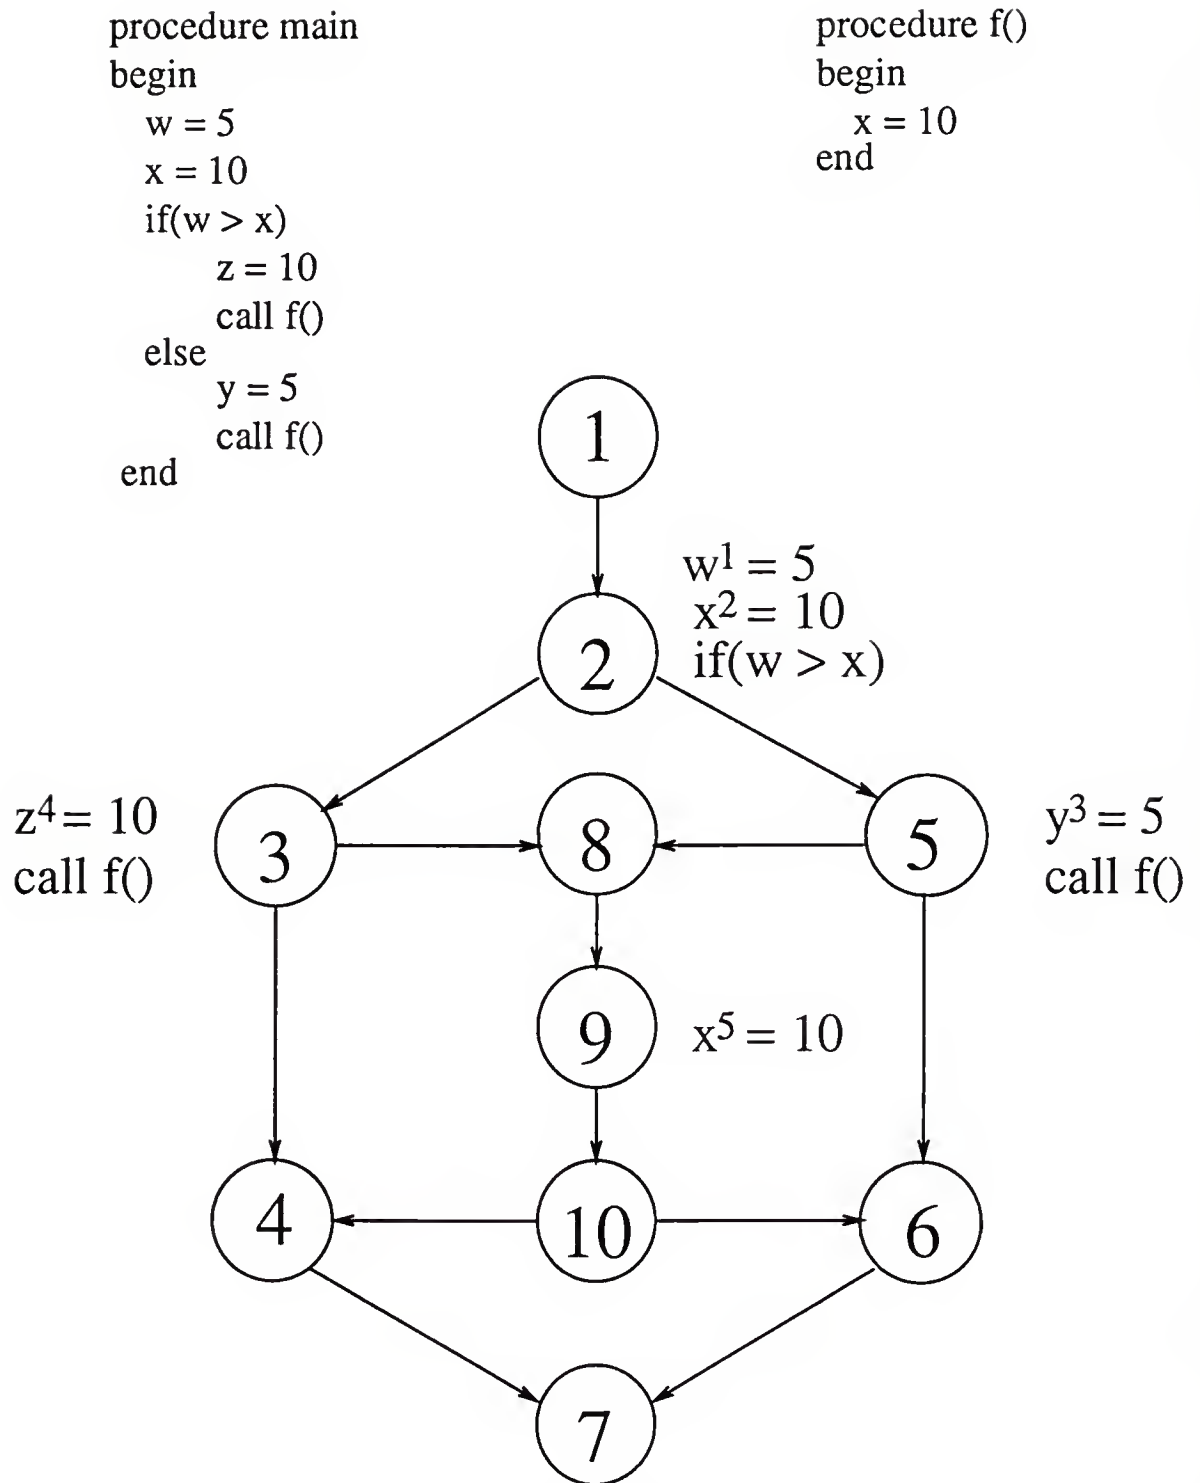 procedure main
begin
w = 5
x = 10
if(w > x)
z = 10
call f()
else
y = 5
call f()
end
procedure f()
begin
x = 10
end
1
w1 = 5
x2 = 10
if(w > x)
2
z4 = 10
call f()
3
8
5
y3 = 5
call f()
9
x5 = 10
4
10
6
7